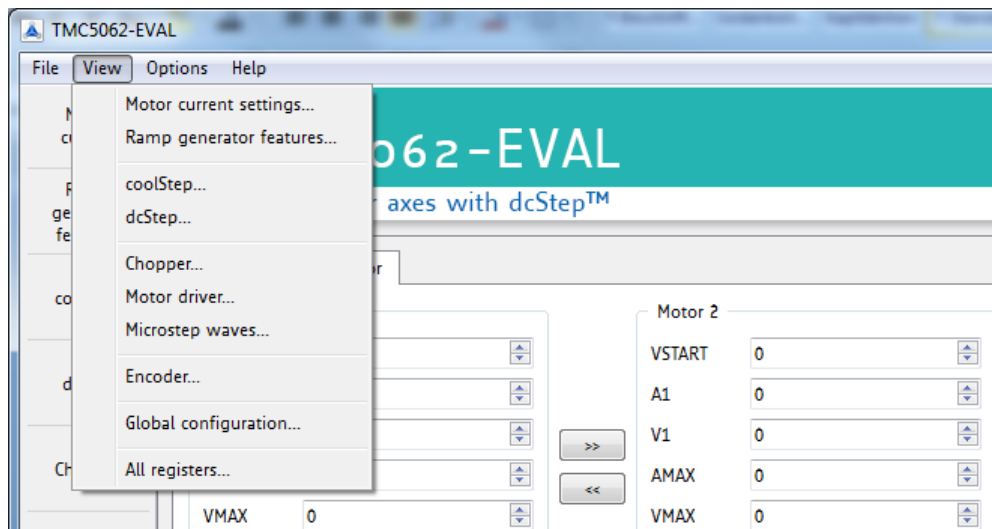 TMC5062-EVAL
File View Options Help
Motor current settings...
Ramp generator features...
coolStep...
dcStep...
Chopper...
Motor driver...
Microstep waves...
Encoder...
Global configuration...
All registers...
062-EVAL
axes with dcStep™
Motor 2
VSTART 0
A1 0
V1 0
>>
AMAX 0
<<
VMAX 0
VMAX 0